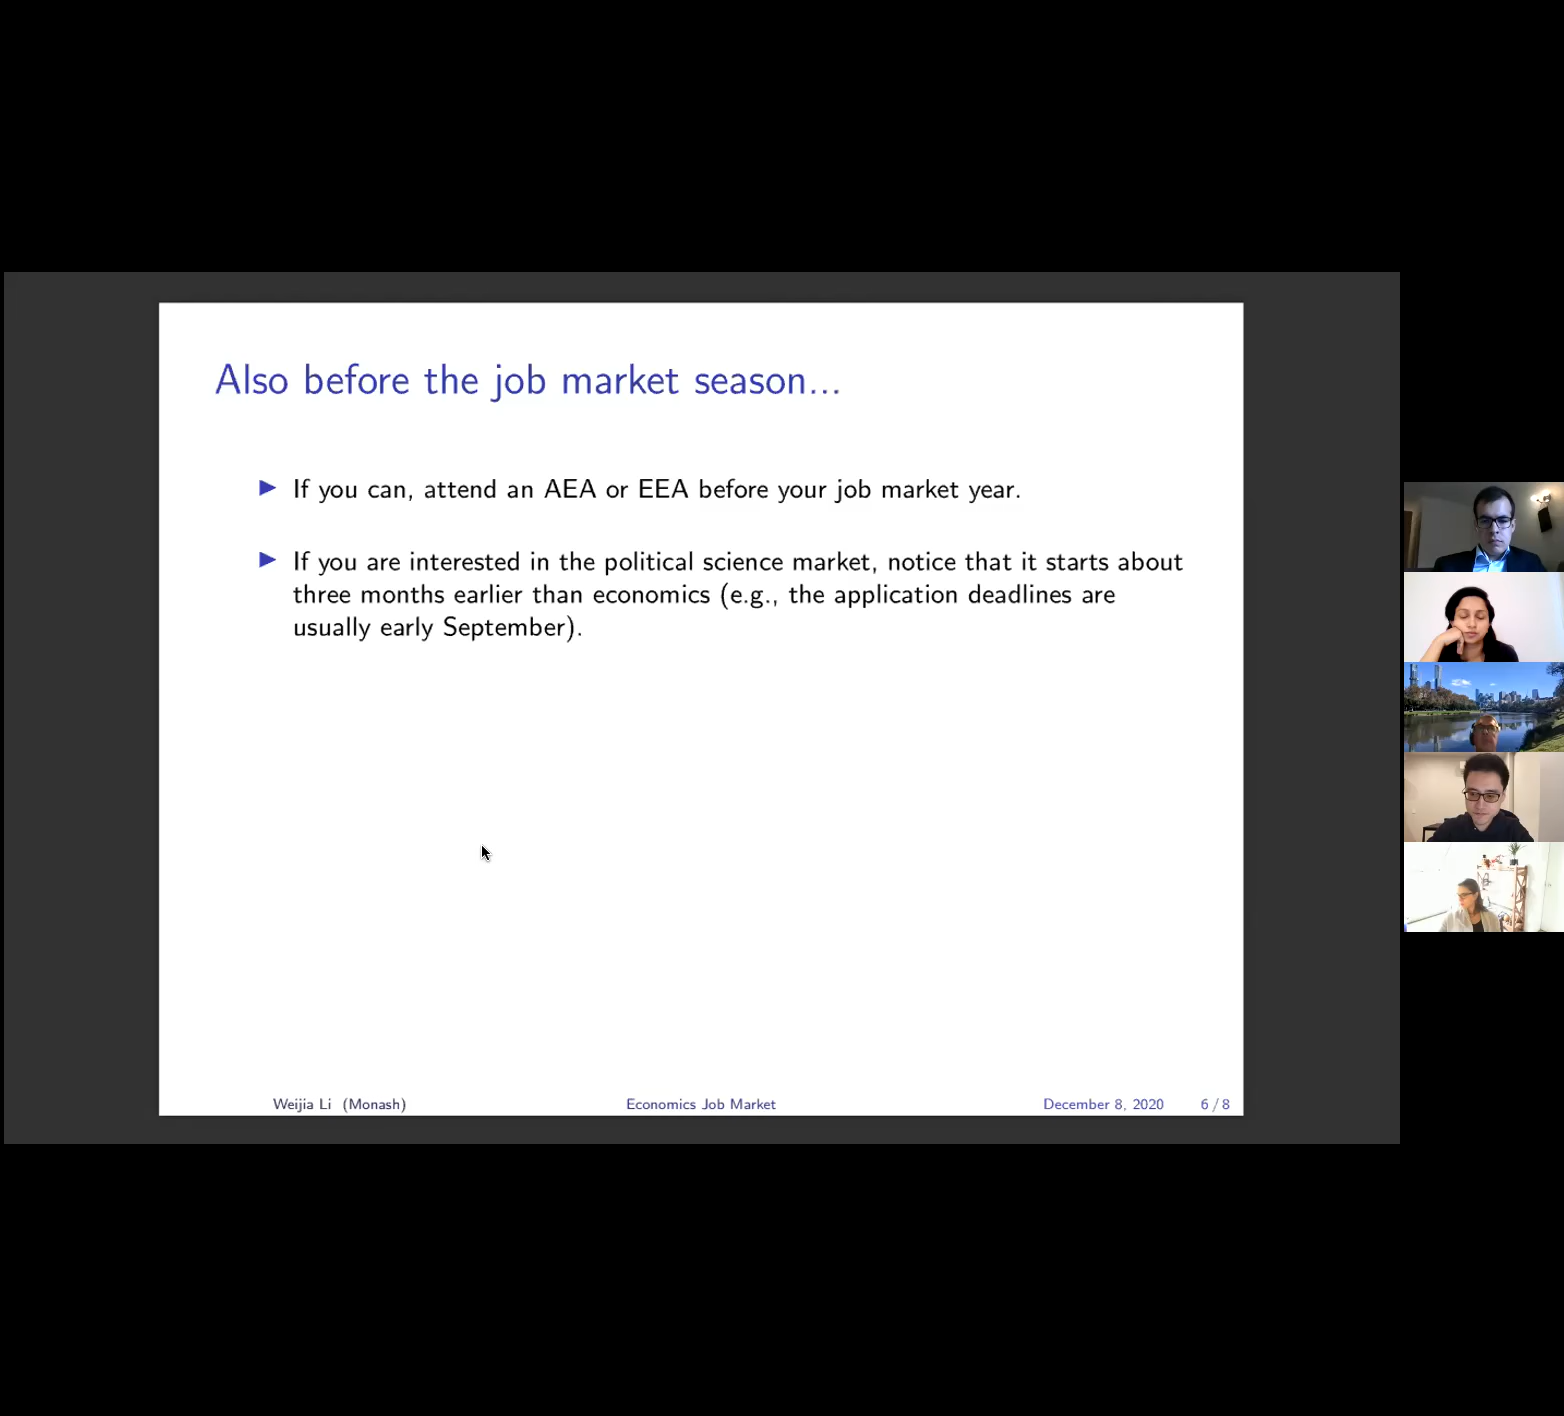 Also before the job market season...
▶ If you can, attend an AEA or EEA before your job market year.
▶ If you are interested in the political science market, notice that it starts about
three months earlier than economics (e.g., the application deadlines are
usually early September).
Weijia Li (Monash) Economics Job Market December 8, 2020 6 / 8